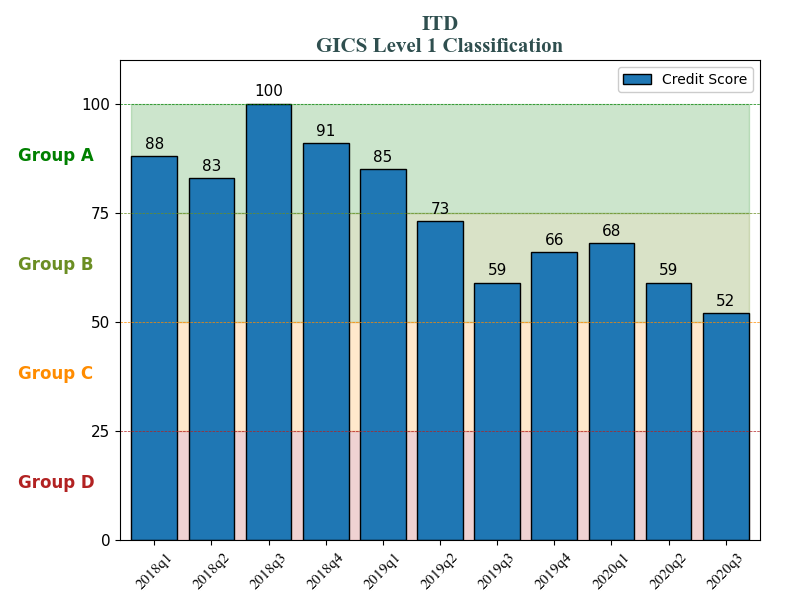 ITD
GICS Level 1 Classification
Credit Score
100
75
50
25
0
Group A
Group B
Group C
Group D
88
83
100
91
85
73
59
66
68
59
52
2018q1
2018q2
2018q3
2018q4
2019q1
2019q2
2019q3
2019q4
2020q1
2020q2
2020q3